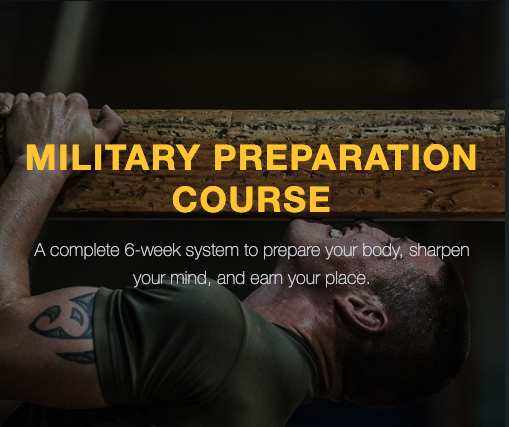 MILITARY PREPARATION
COURSE
A complete 6-week system to prepare your body, sharpen
your mind, and earn your place.